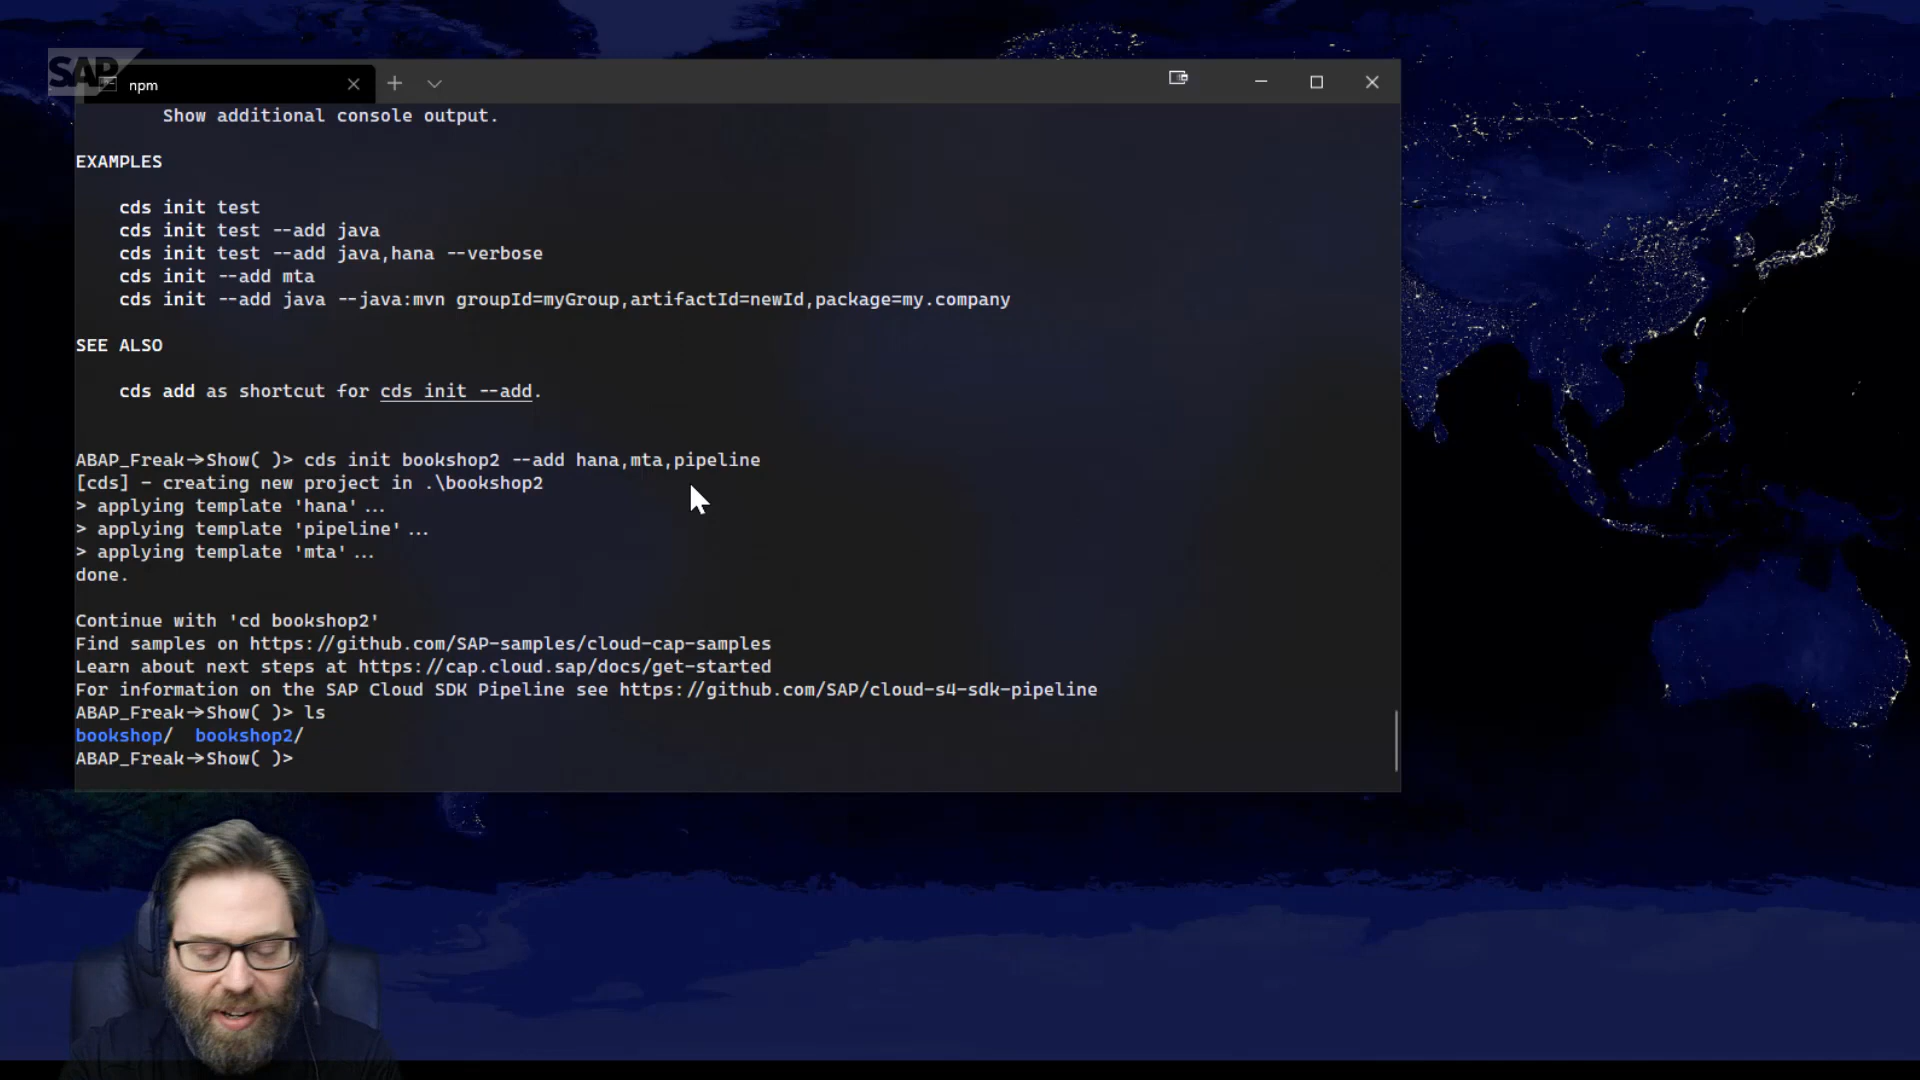 SAP
npm
Show additional console output.
EXAMPLES
cds init test
cds init test --add java
cds init test --add java,hana --verbose
cds init --add mta
cds init --add java --java:mvn groupId=myGroup,artifactId=newId,package=my.company
SEE ALSO
cds add as shortcut for cds init --add.
ABAP_Freak->Show( )> cds init bookshop2 --add hana,mta,pipeline
[cds] - creating new project in .\bookshop2
> applying template 'hana'...
> applying template 'pipeline'...
> applying template 'mta'...
done.
Continue with 'cd bookshop2'
Find samples on https://github.com/SAP-samples/cloud-cap-samples
Learn about next steps at https://cap.cloud.sap/docs/get-started
For information on the SAP Cloud SDK Pipeline see https://github.com/SAP/cloud-s4-sdk-pipeline
ABAP_Freak->Show( )> ls
bookshop/ bookshop2/
ABAP_Freak->Show( )>